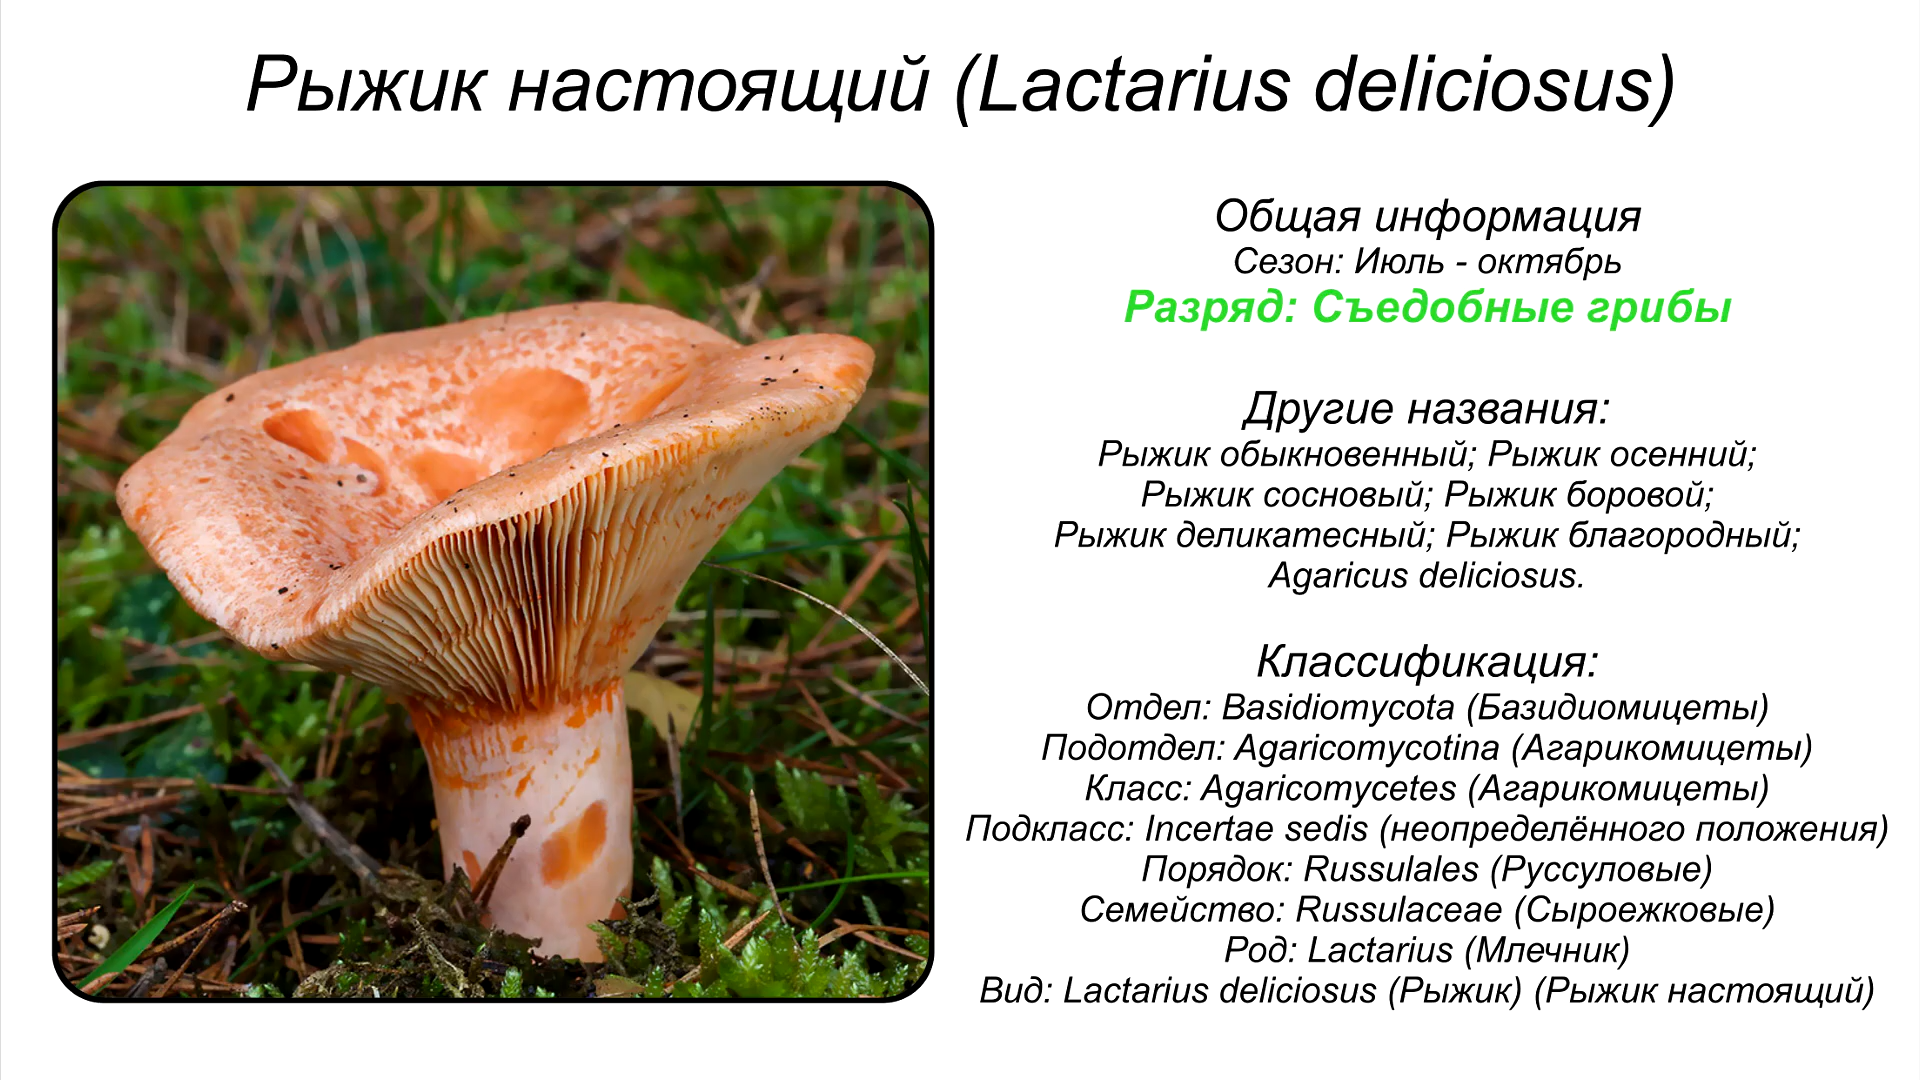 Рыжик настоящий (Lactarius deliciosus)
Общая информация
Сезон: Июль - октябрь
Разряд: Съедобные грибы
Другие названия:
Рыжик обыкновенный; Рыжик осенний;
Рыжик сосновый; Рыжик боровой;
Рыжик деликатесный; Рыжик благородный;
Agaricus deliciosus.
Классификация:
Отдел: Basidiomycota (Базидиомицеты)
Подотдел: Agaricomycotina (Агарикомицеты)
Класс: Agaricomycetes (Агарикомицеты)
Подкласс: Incertae sedis (неопределённого положения)
Порядок: Russulales (Руссуловые)
Семейство: Russulaceae (Сыроежковые)
Род: Lactarius (Млечник)
Вид: Lactarius deliciosus (Рыжик) (Рыжик настоящий)